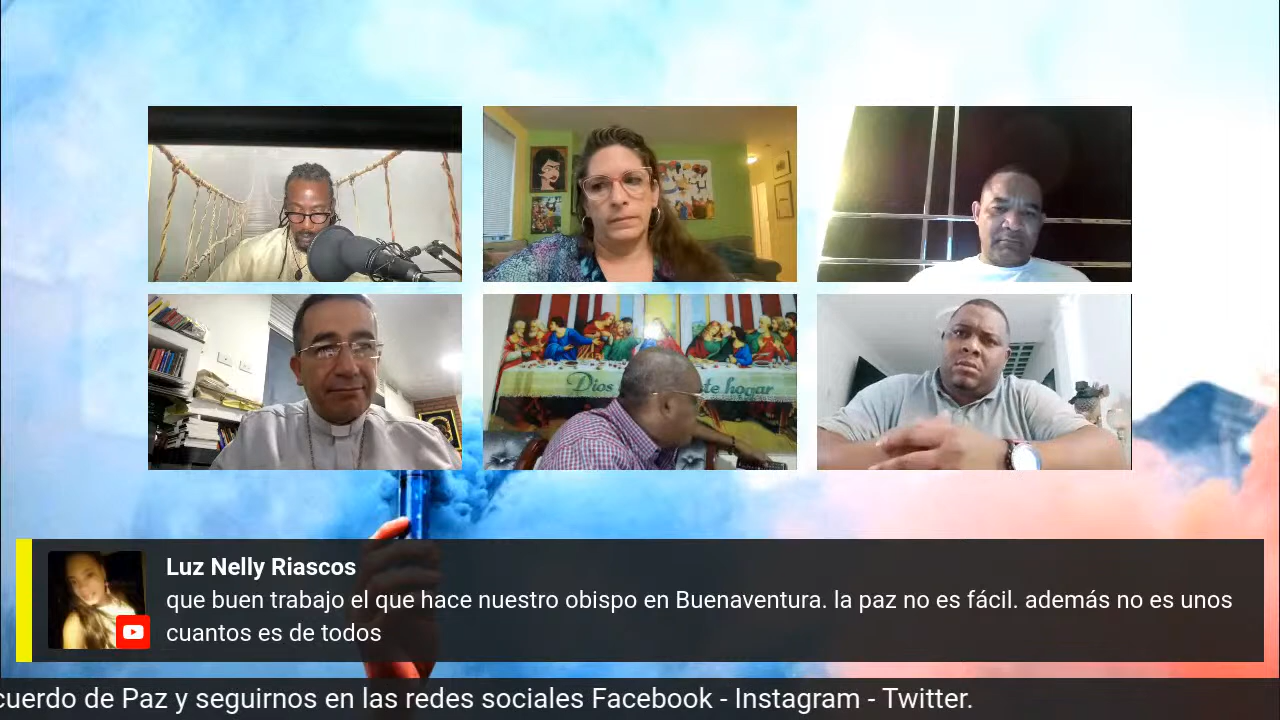 Dios
te hogar
Luz Nelly Riascos
que buen trabajo el que hace nuestro obispo en Buenaventura. la paz no es fácil. además no es unos
cuantos es de todos
cuerdo de Paz y seguirnos en las redes sociales Facebook - Instagram - Twitter.